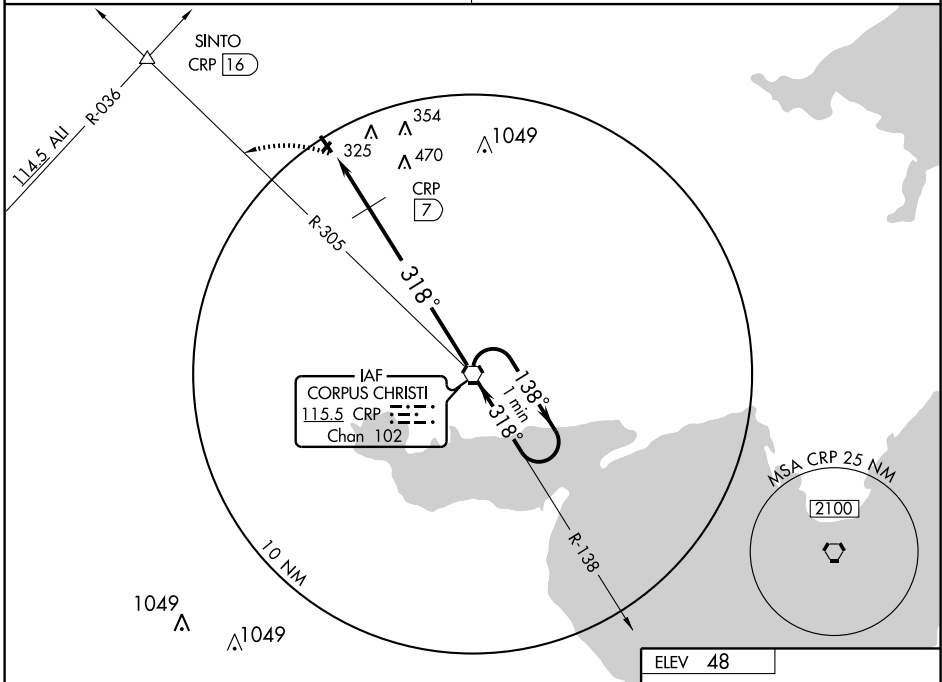 SINTO
CRP 16
R-036
114.5 ALI
354
325
1049
470
CRP
7
R-305
318°
IAF
CORPUS CHRISTI
115.5 CRP
Chan 102
138°
1 min
318°
MSA CRP 25 NM
2100
R-138
10 NM
1049
1049
ELEV 48